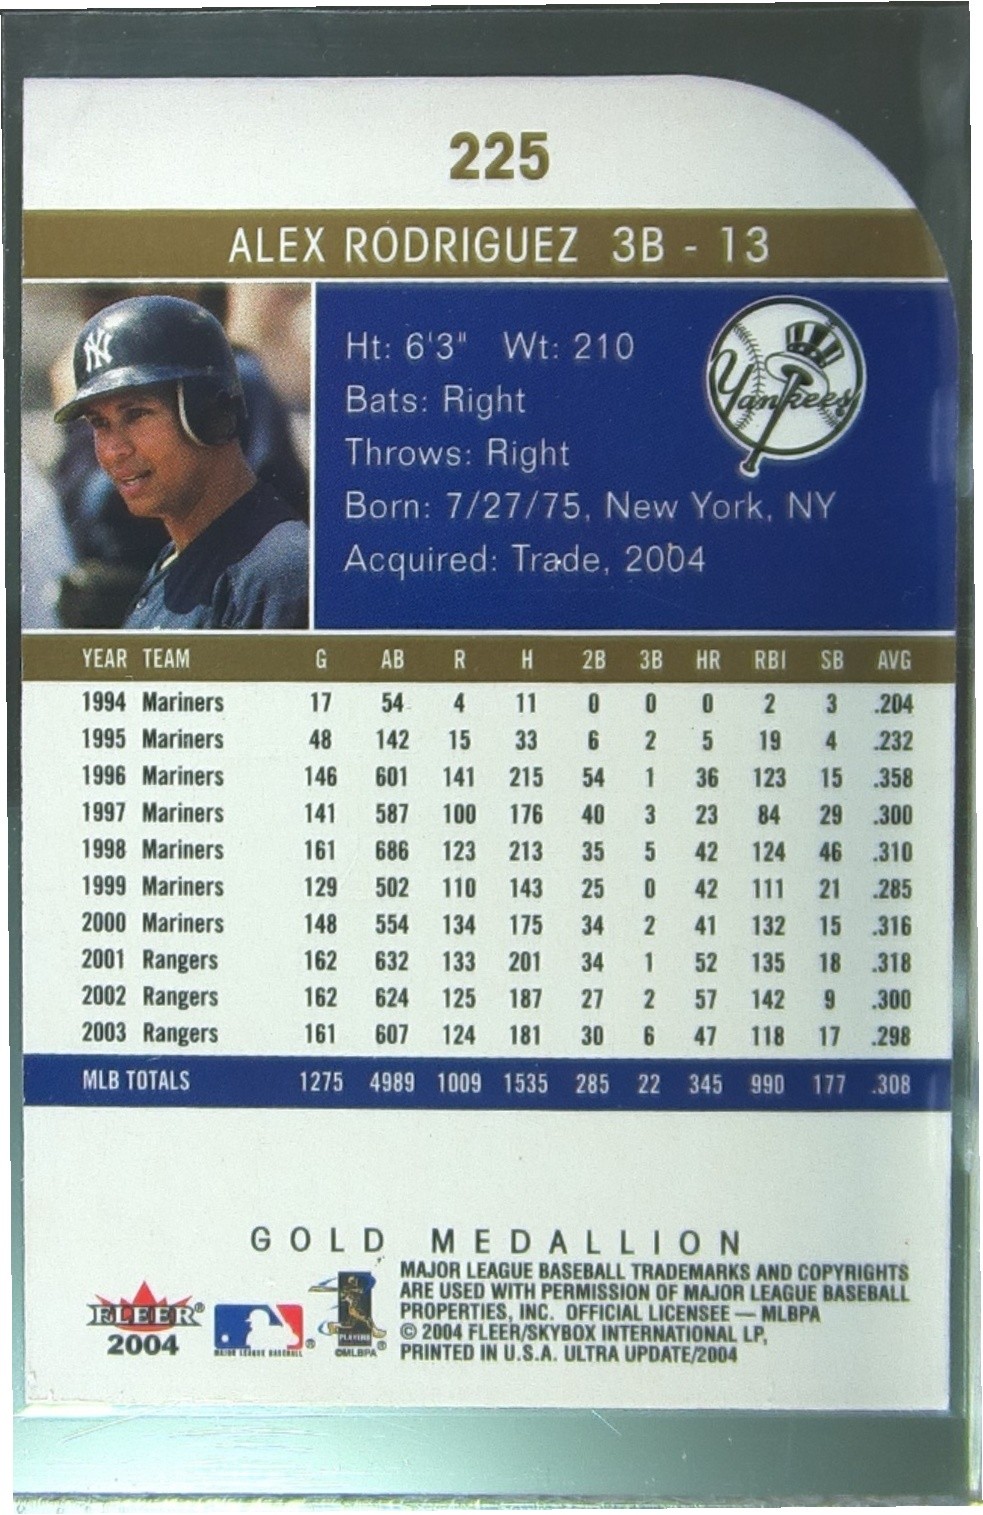 225
ALEX RODRIGUEZ 3B - 13
NY
Ht: 6'3" Wt: 210
Bats: Right
Throws: Right
Born: 7/27/75, New York, NY
Acquired: Trade, 2004
Yankees
YEAR TEAM G AB R H 2B 3B HR RBI SB AVG
1994 Mariners 17 54 4 11 0 0 0 2 3 .204
1995 Mariners 48 142 15 33 6 2 5 19 4 .232
1996 Mariners 146 601 141 215 54 1 36 123 15 .358
1997 Mariners 141 587 100 176 40 3 23 84 29 .300
1998 Mariners 161 686 123 213 35 5 42 124 46 .310
1999 Mariners 129 502 110 143 25 0 42 111 21 .285
2000 Mariners 148 554 134 175 34 2 41 132 15 .316
2001 Rangers 162 632 133 201 34 1 52 135 18 .318
2002 Rangers 162 624 125 187 27 2 57 142 9 .300
2003 Rangers 161 607 124 181 30 6 47 118 17 .298
MLB TOTALS 1275 4989 1009 1535 285 22 345 990 177 .308
GOLD MEDALLION
FLEER®
2004
MAJOR LEAGUE BASEBALL ®
PLAYERS ®
©MLBPA
MAJOR LEAGUE BASEBALL TRADEMARKS AND COPYRIGHTS
ARE USED WITH PERMISSION OF MAJOR LEAGUE BASEBALL
PROPERTIES, INC. OFFICIAL LICENSEE — MLBPA
© 2004 FLEER/SKYBOX INTERNATIONAL LP,
PRINTED IN U.S.A. ULTRA UPDATE/2004